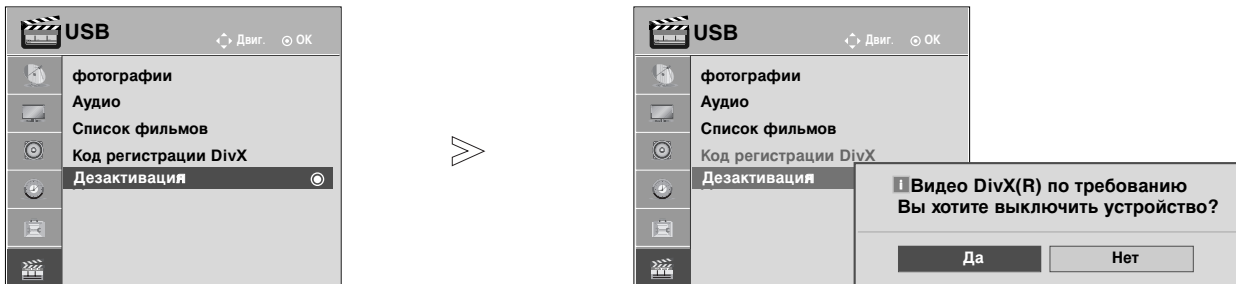 USB
Двиг. OK
фотографии
Аудио
Список фильмов
Код регистрации DivX
Дезактивация
USB
Двиг. OK
фотографии
Аудио
Список фильмов
Код регистрации DivX
Дезактивация
i Видео DivX(R) по требованию
Вы хотите выключить устройство?
Да Нет